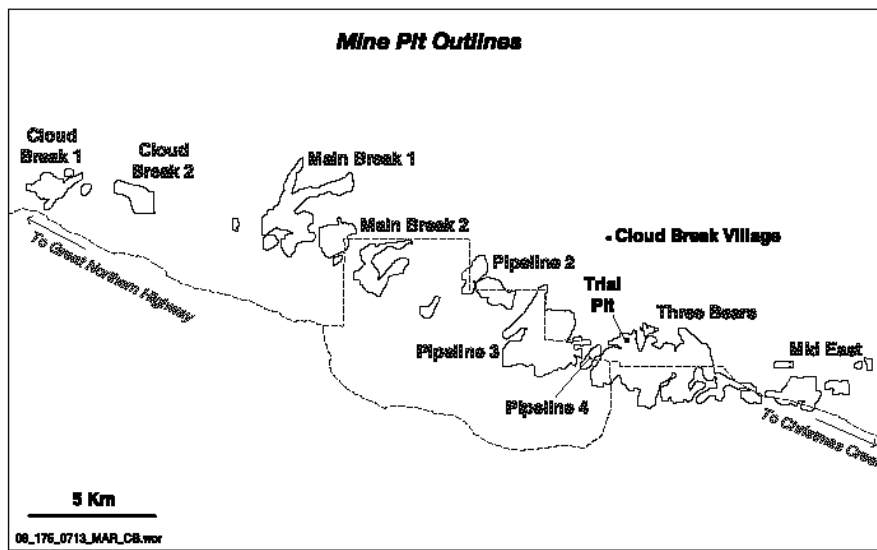 Mine Pit Outlines
Cloud
Break 1
Cloud
Break 2
Main Break 1
Main Break 2
Cloud Break Village
To Great Northern Highway
Pipeline 2
Trial
Pit
Three Bears
Pipeline 3
Mid East
Pipeline 4
To Christmas Creek
5 Km
08_175_0713_MAR_CB.wor